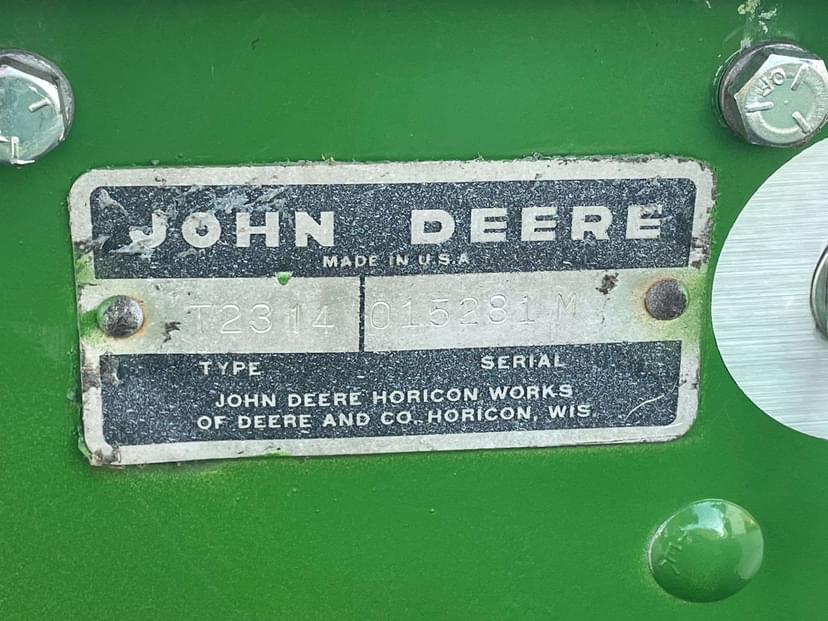 JOHN DEERE
MADE IN U.S.A
T2314 015281M
TYPE SERIAL
JOHN DEERE HORICON WORKS
OF DEERE AND CO. HORICON, WIS.